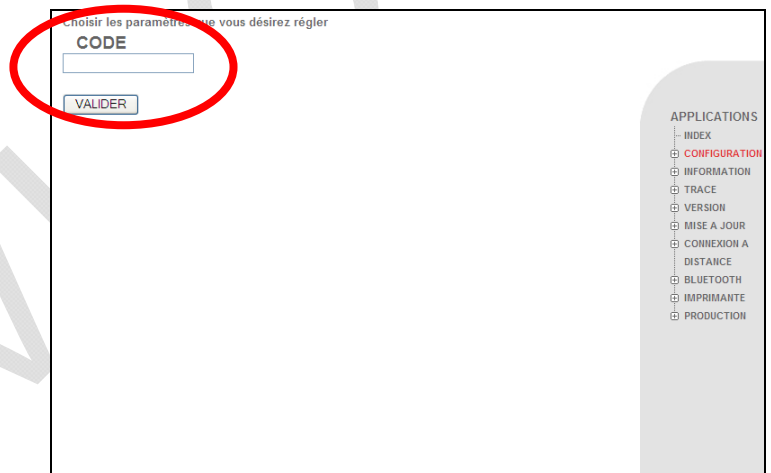 Choisir les paramètres que vous désirez régler
CODE
VALIDER
APPLICATIONS
INDEX
CONFIGURATION
INFORMATION
TRACE
VERSION
MISE A JOUR
CONNEXION A
DISTANCE
BLUETOOTH
IMPRIMANTE
PRODUCTION